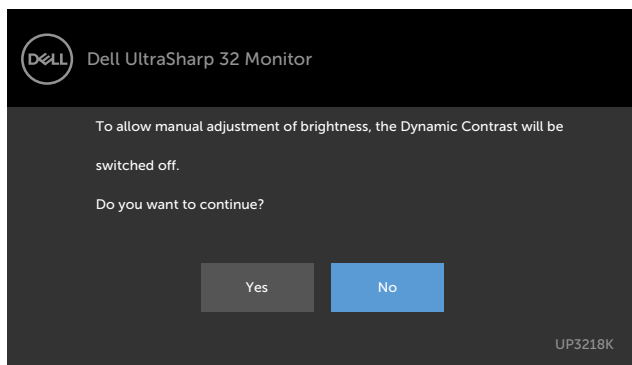 DELL
Dell UltraSharp 32 Monitor
To allow manual adjustment of brightness, the Dynamic Contrast will be
switched off.
Do you want to continue?
Yes No
UP3218K